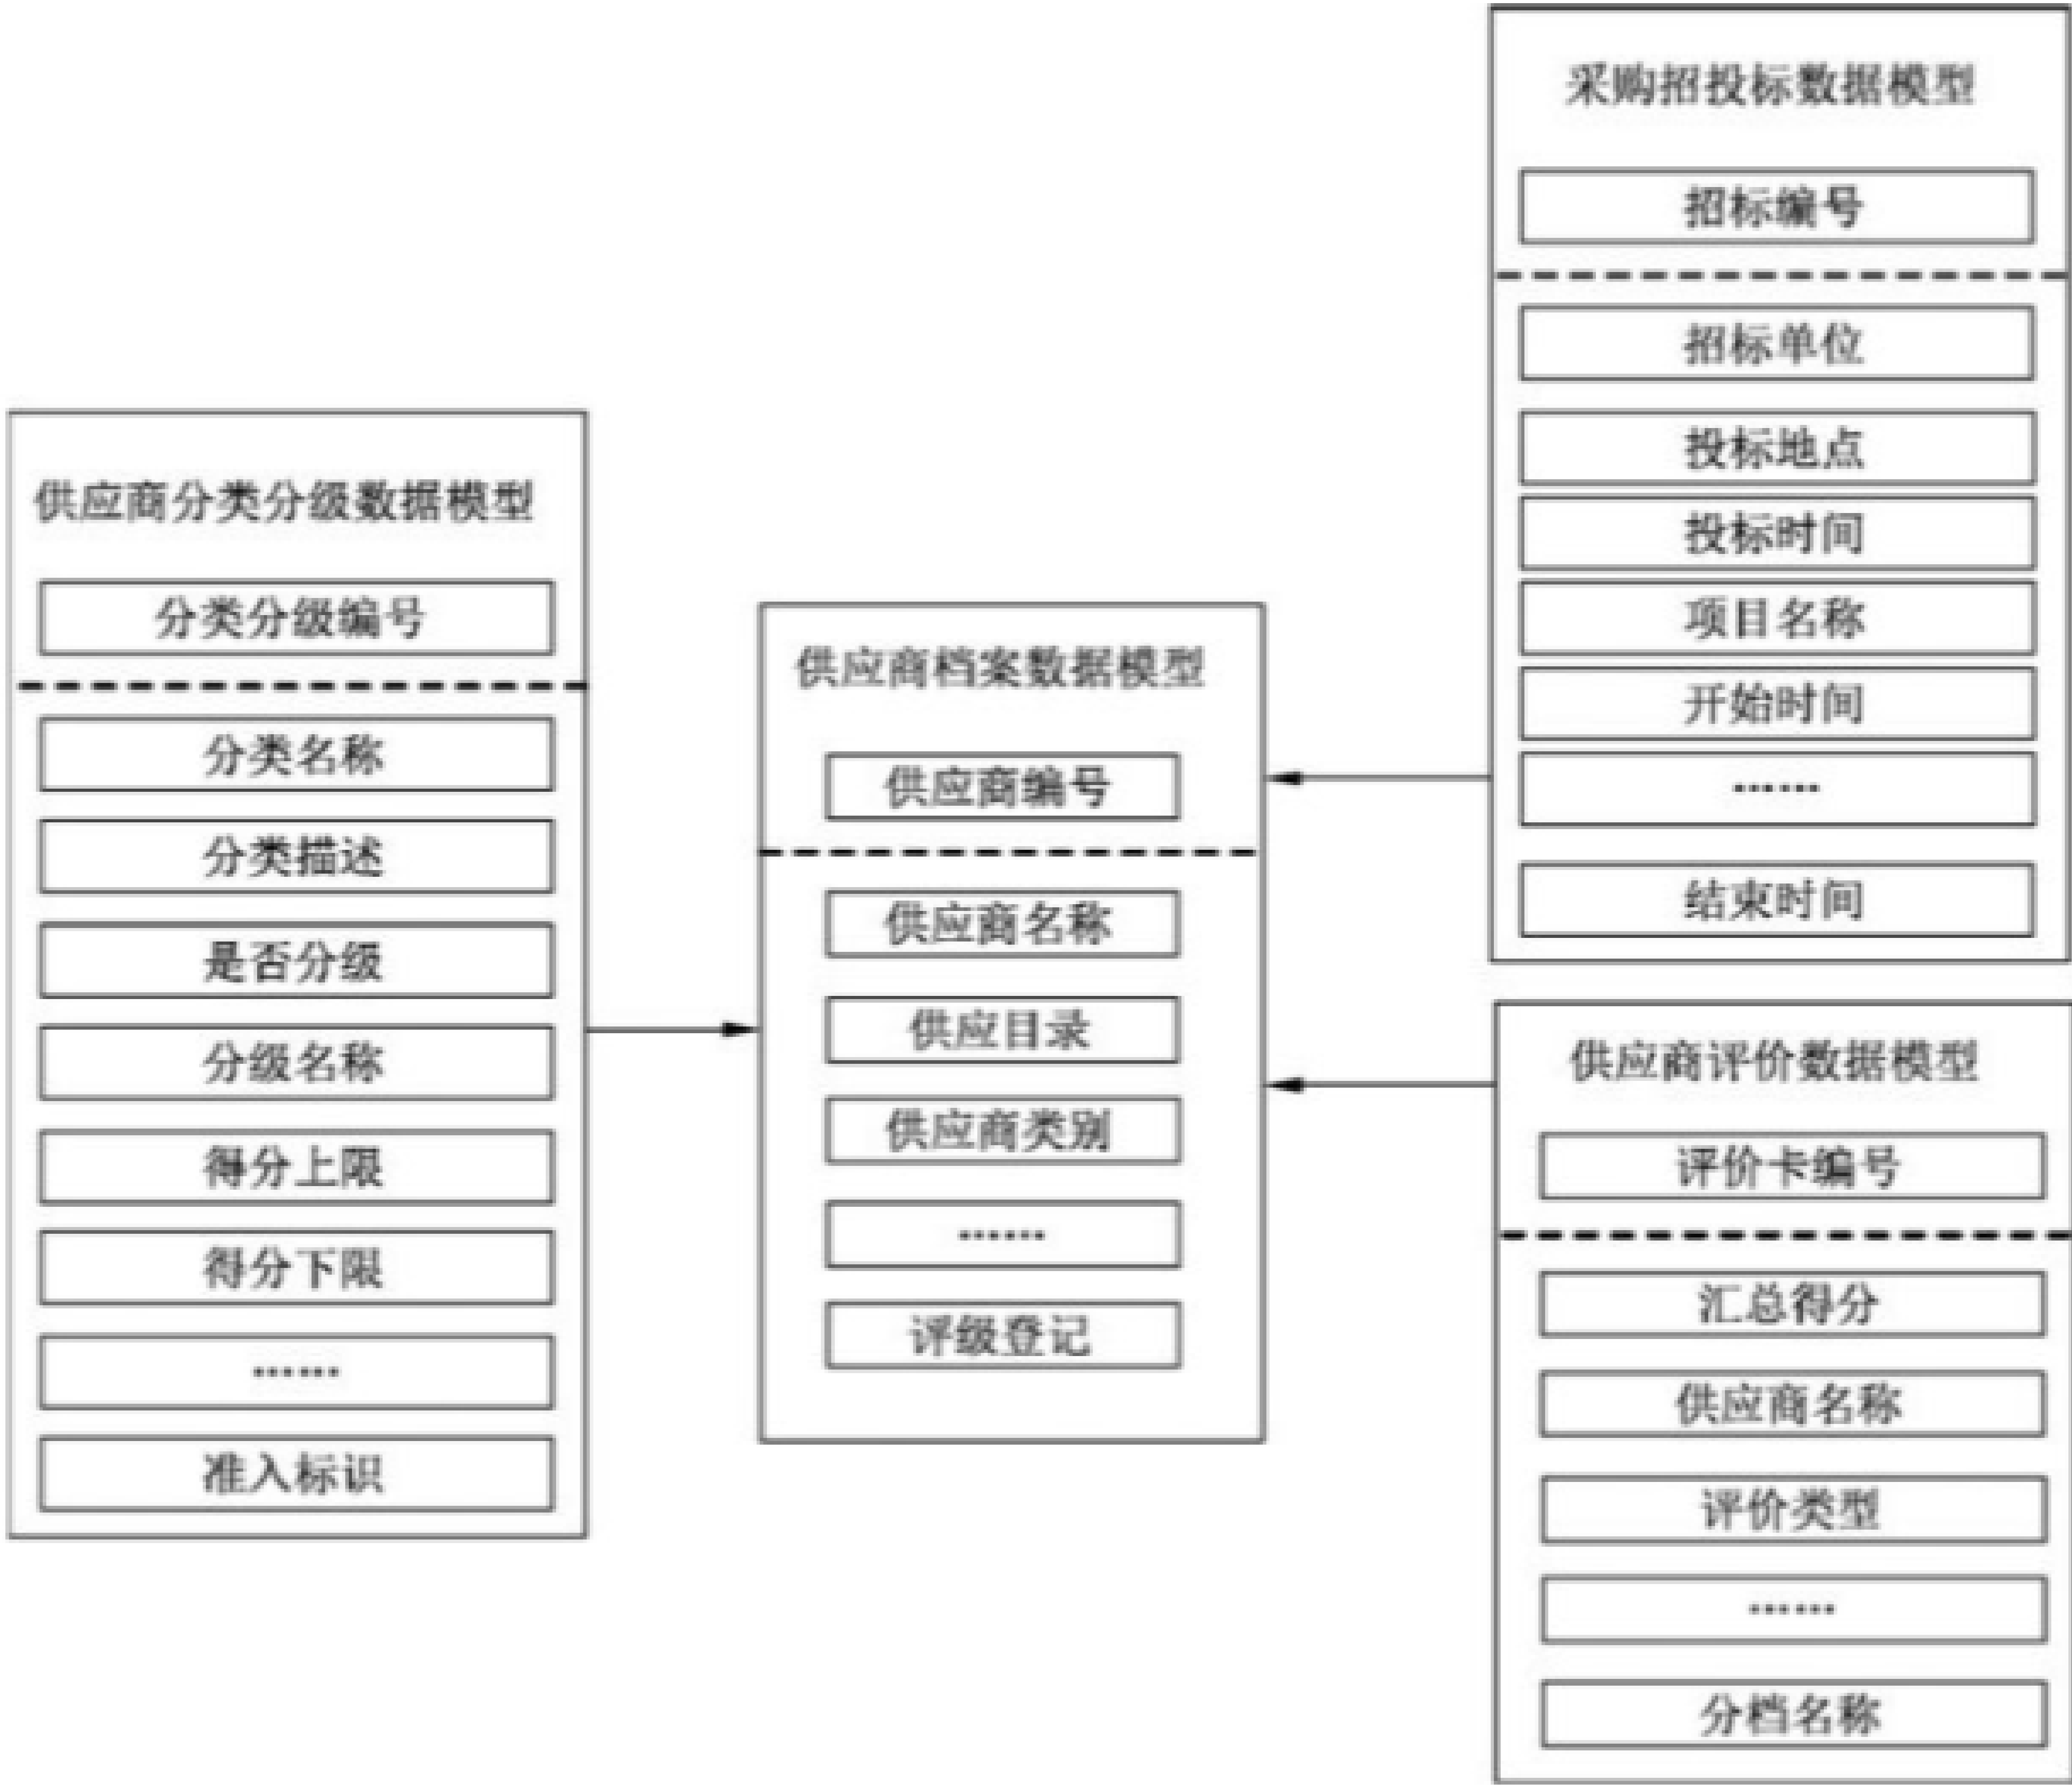 供应商分类分级数据模型
分类分级编号
分类名称
分类描述
是否分级
分级名称
得分上限
得分下限
……
准入标识
供应商档案数据模型
供应商编号
供应商名称
供应目录
供应商类别
……
评级登记
采购招投标数据模型
招标编号
招标单位
投标地点
投标时间
项目名称
开始时间
……
结束时间
供应商评价数据模型
评价卡编号
汇总得分
供应商名称
评价类型
……
分档名称